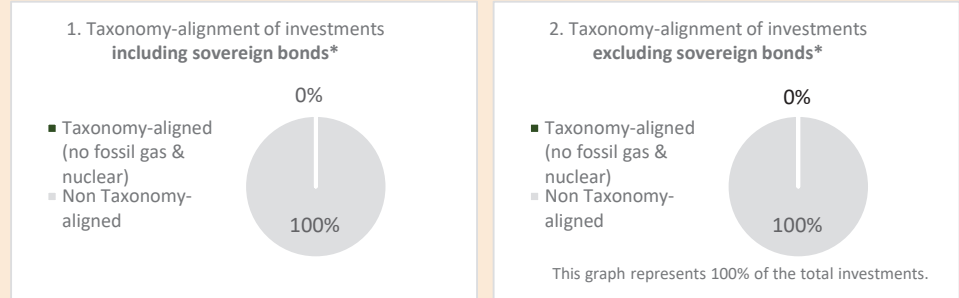 1. Taxonomy-alignment of investments
including sovereign bonds*
0%
Taxonomy-aligned
(no fossil gas &
nuclear)
Non Taxonomy-
aligned
100%
2. Taxonomy-alignment of investments
excluding sovereign bonds*
0%
Taxonomy-aligned
(no fossil gas &
nuclear)
Non Taxonomy-
aligned
100%
This graph represents 100% of the total investments.